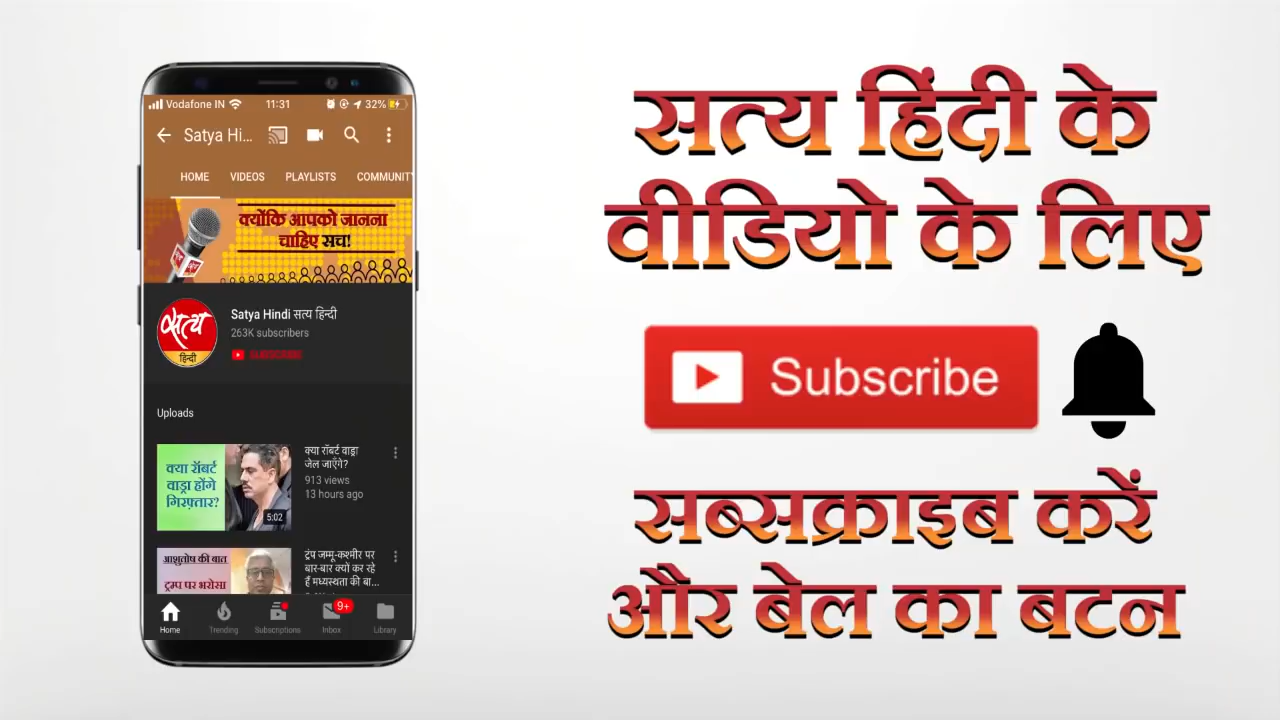 Vodafone IN 11:31 32%
Satya Hi...
HOME VIDEOS PLAYLISTS COMMUNITY
क्योंकि आपको जानना
चाहिए सच!
सत्य
हिन्दी
Satya Hindi सत्य हिन्दी
263K subscribers
SUBSCRIBE
Uploads
क्या रॉबर्ट
वाड्रा होंगे
गिरफ़्तार?
5:02
क्या रॉबर्ट वाड्रा
जेल जाएँगे?
913 views
13 hours ago
आशुतोष की बात
ट्रम्प पर भरोसा
ट्रंप जम्मू-कश्मीर पर
बार-बार क्यों कर रहे
हैं मध्यस्थता की बा...
9+
Home Trending Subscriptions Inbox Library
सत्य हिंदी के
वीडियो के लिए
Subscribe
सब्सक्राइब करें
और बेल का बटन